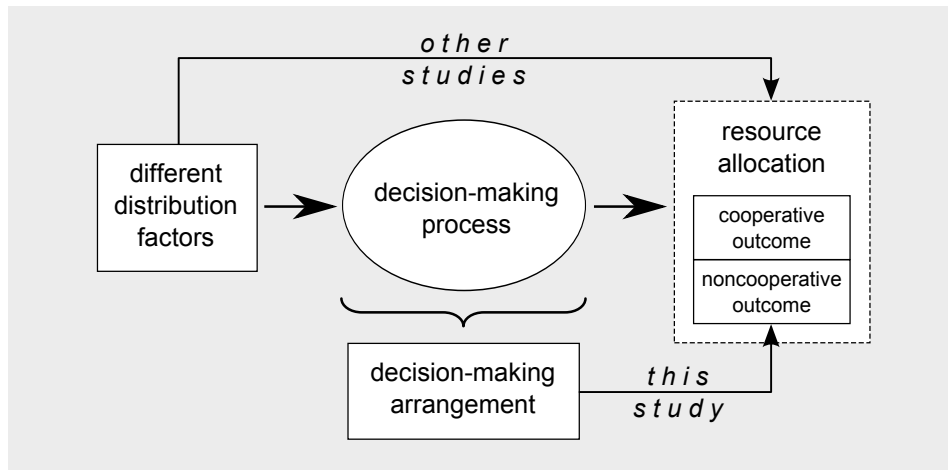 other
studies
different
distribution
factors
decision-making
process
resource
allocation
cooperative
outcome
noncooperative
outcome
decision-making
arrangement
this
study